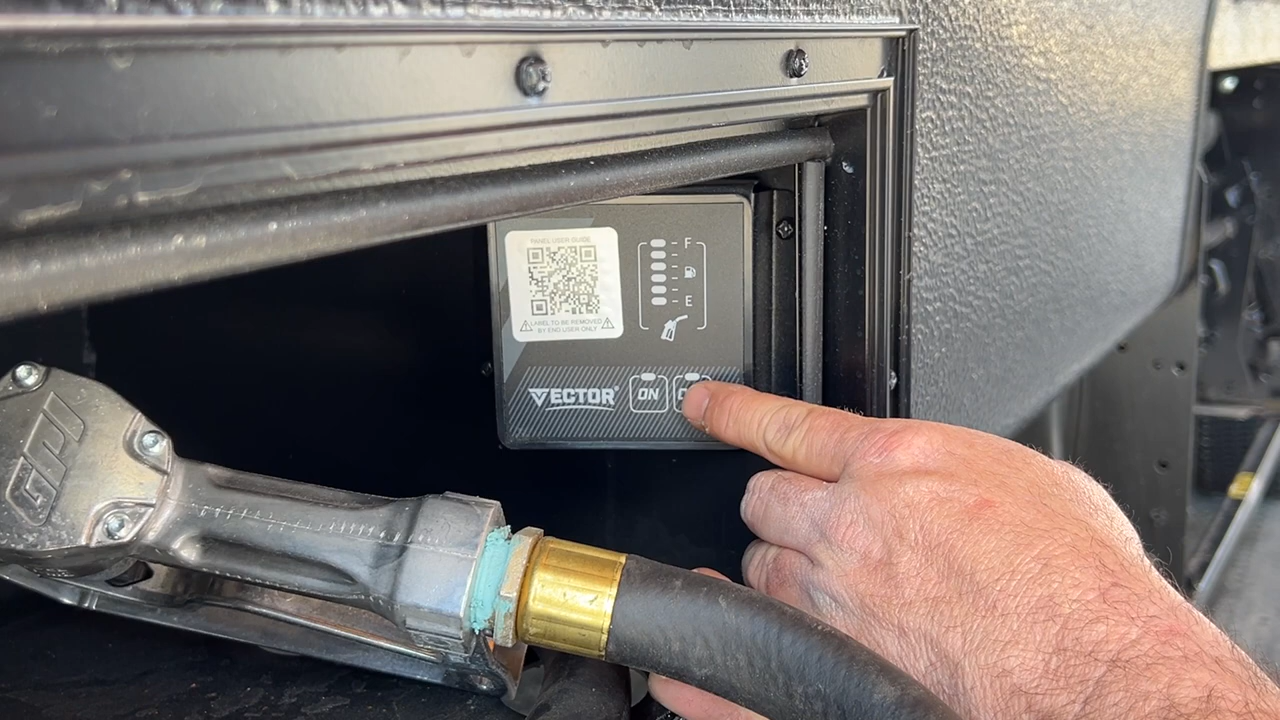 PANEL USER GUIDE
LABEL TO BE REMOVED
BY END USER ONLY
F
E
VECTOR®
ON
GPI